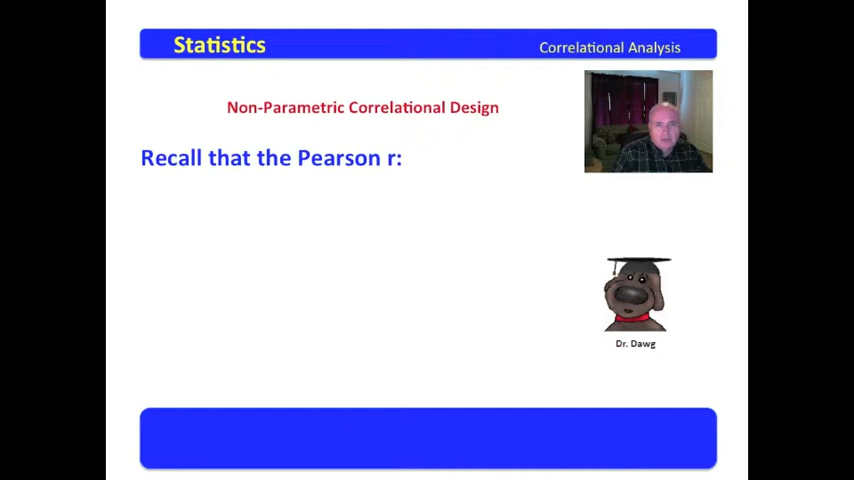 Statistics
Correlational Analysis
Non-Parametric Correlational Design
Recall that the Pearson r:
Dr. Dawg